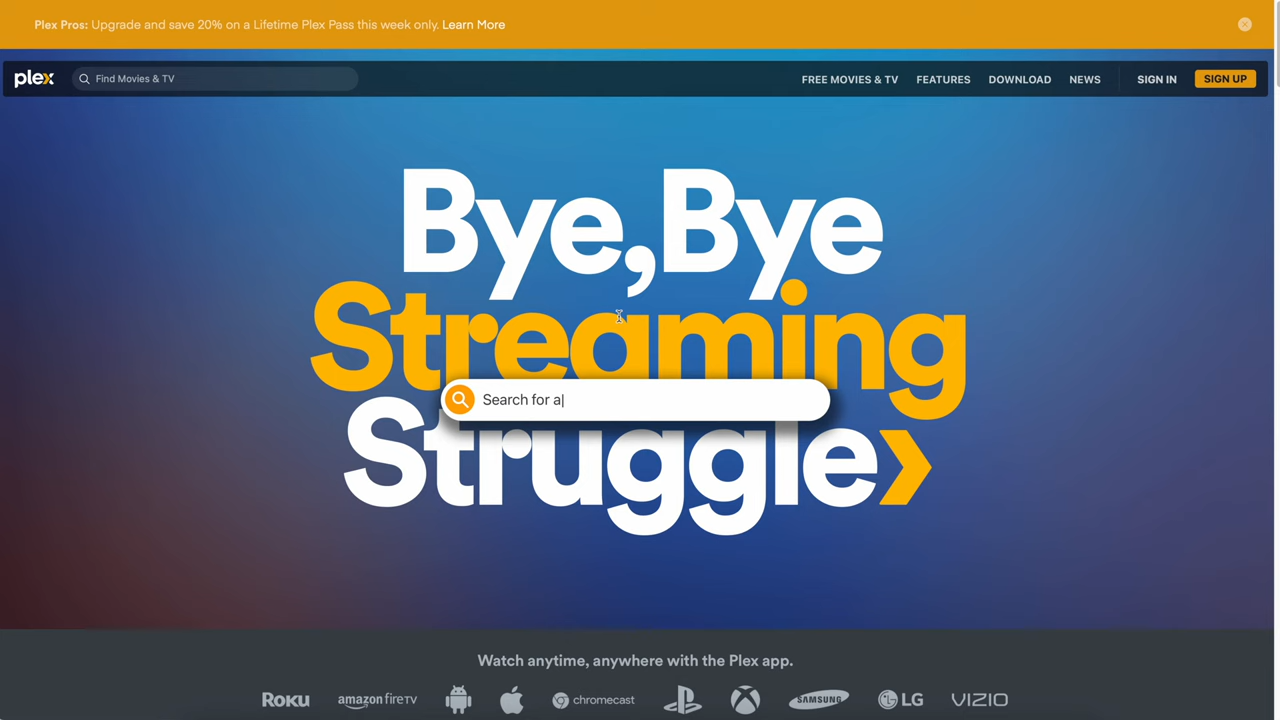 Plex Pros: Upgrade and save 20% on a Lifetime Plex Pass this week only. Learn More
plex Find Movies & TV FREE MOVIES & TV FEATURES DOWNLOAD NEWS SIGN IN SIGN UP
Bye,Bye
Streaming
Search for a
Struggle
Watch anytime, anywhere with the Plex app.
ROKU amazon fireTV chromecast SAMSUNG LG VIZIO